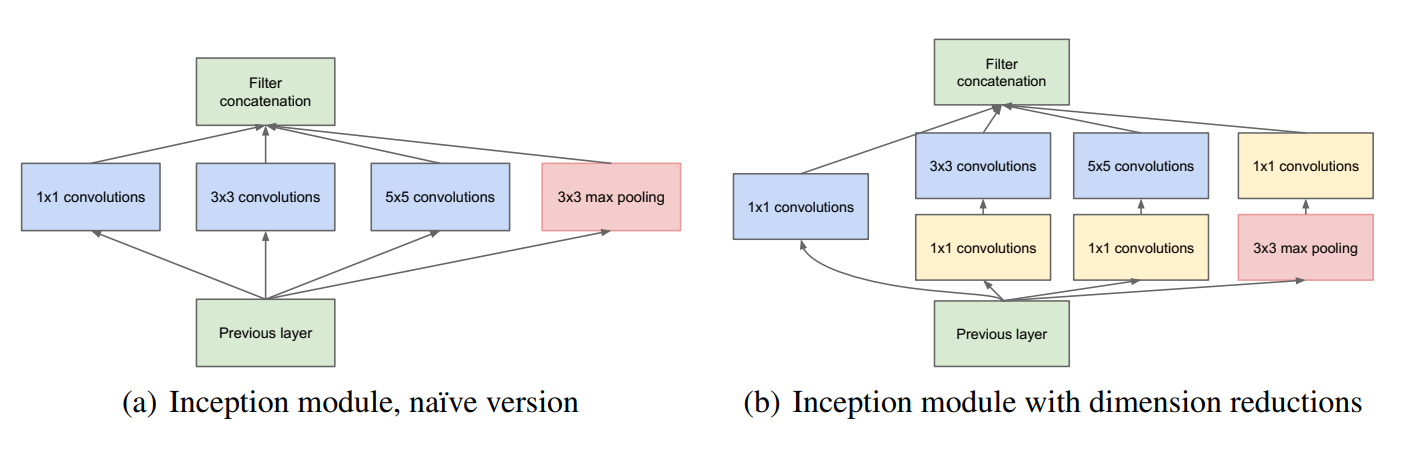 Filter
concatenation
1x1 convolutions
3x3 convolutions
5x5 convolutions
3x3 max pooling
Previous layer
(a) Inception module, naïve version
Filter
concatenation
3x3 convolutions
5x5 convolutions
1x1 convolutions
1x1 convolutions
1x1 convolutions
1x1 convolutions
3x3 max pooling
Previous layer
(b) Inception module with dimension reductions